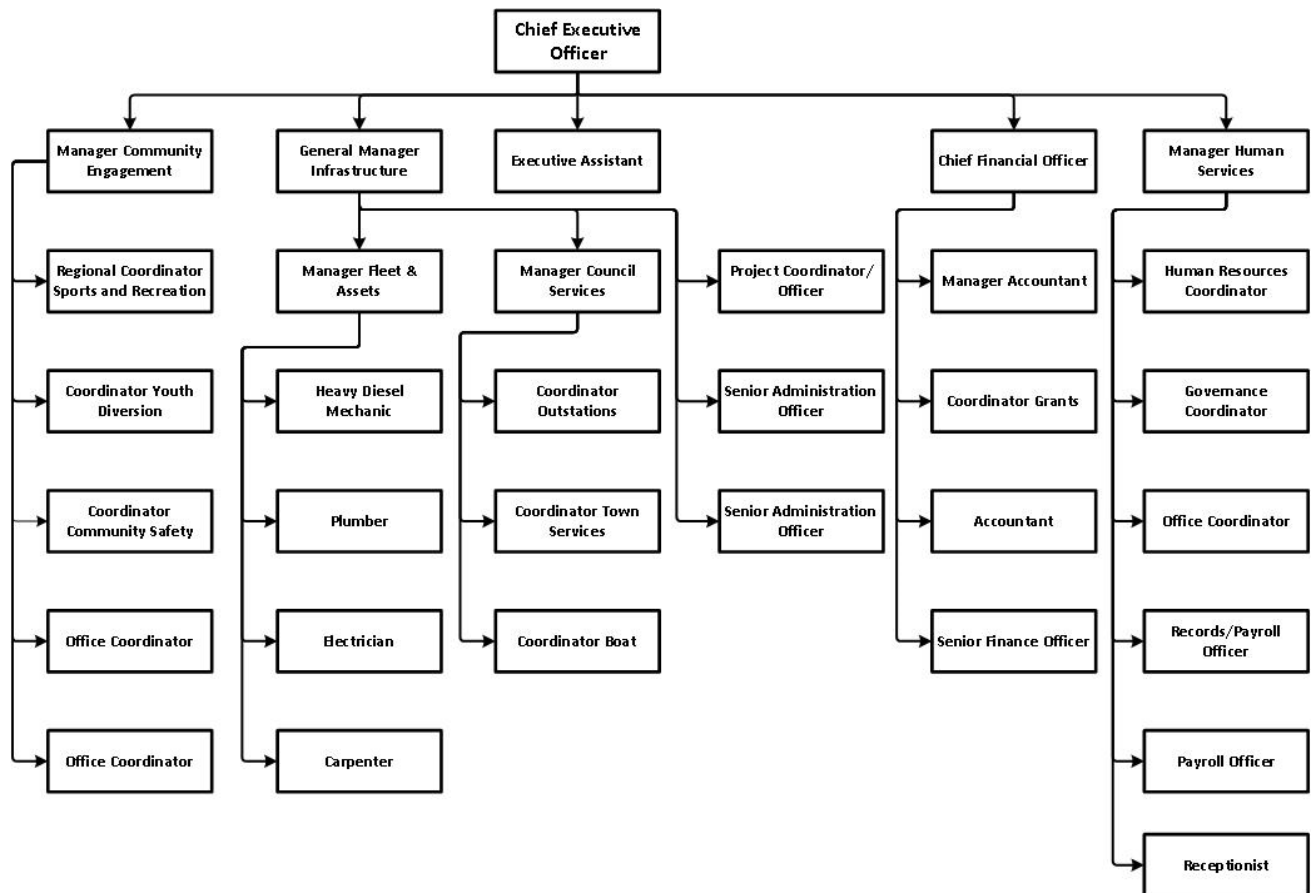 Chief Executive
Officer
Manager Community
Engagement
General Manager
Infrastructure
Executive Assistant
Chief Financial Officer
Manager Human
Services
Regional Coordinator
Sports and Recreation
Manager Fleet &
Assets
Manager Council
Services
Project Coordinator/
Officer
Manager Accountant
Human Resources
Coordinator
Coordinator Youth
Diversion
Heavy Diesel
Mechanic
Coordinator
Outstations
Senior Administration
Officer
Coordinator Grants
Governance
Coordinator
Coordinator
Community Safety
Plumber
Coordinator Town
Services
Senior Administration
Officer
Accountant
Office Coordinator
Office Coordinator
Electrician
Coordinator Boat
Senior Finance Officer
Records/Payroll
Officer
Office Coordinator
Carpenter
Payroll Officer
Receptionist